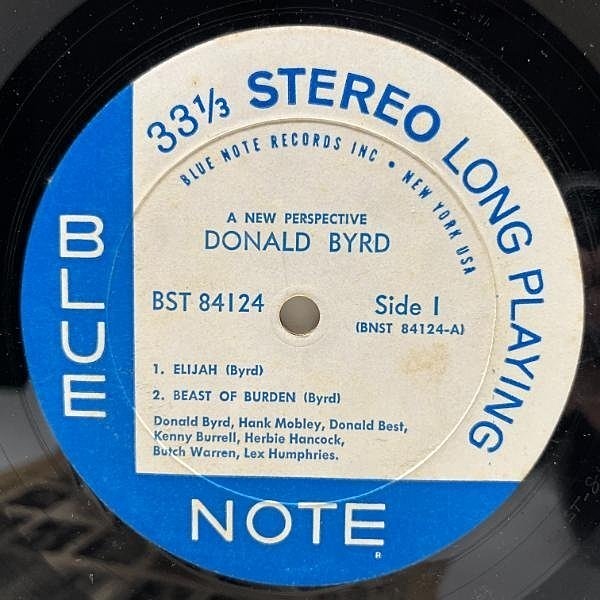 33⅓ STEREO LONG PLAYING
BLUE NOTE RECORDS INC • NEW YORK USA
A NEW PERSPECTIVE
DONALD BYRD
BST 84124
Side 1
(BNST 84124-A)
1. ELIJAH (Byrd)
2. BEAST OF BURDEN (Byrd)
Donald Byrd, Hank Mobley, Donald Best,
Kenny Burrell, Herbie Hancock,
Butch Warren, Lex Humphries.
BLUE
NOTE
R